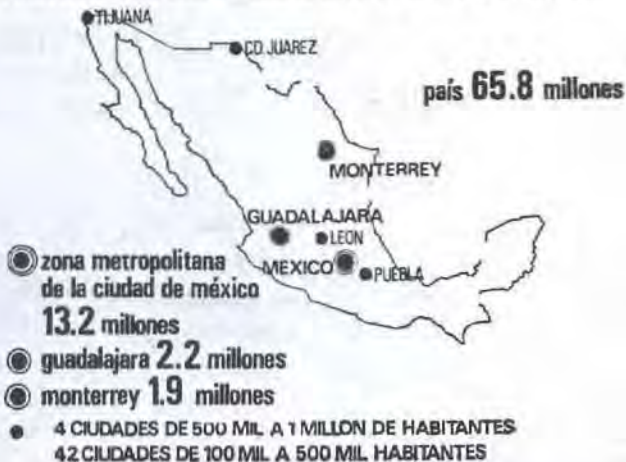 TIJUANA
CD. JUAREZ
país 65.8 millones
MONTERREY
GUADALAJARA
LEON
MEXICO
PUEBLA
zona metropolitana
de la ciudad de méxico
13.2 millones
guadalajara 2.2 millones
monterrey 1.9 millones
4 CIUDADES DE 500 MIL A 1 MILLON DE HABITANTES
42 CIUDADES DE 100 MIL A 500 MIL HABITANTES